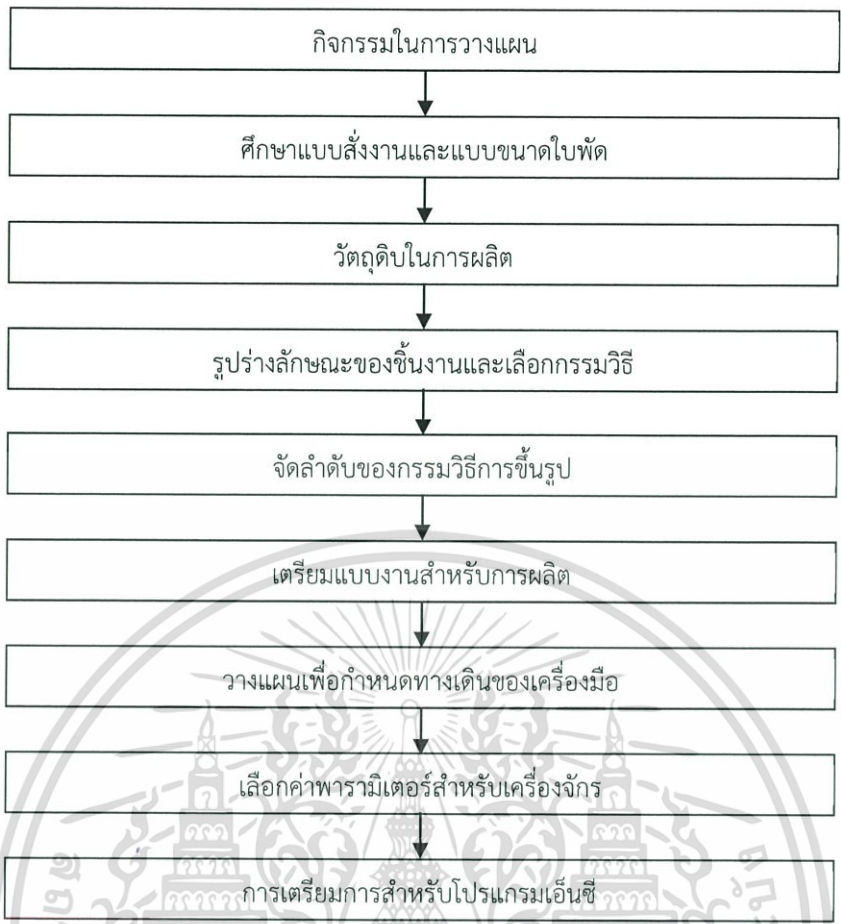 กิจกรรมในการวางแผน
ศึกษาแบบสั่งงานและแบบขนาดใบพัด
วัตถุดิบในการผลิต
รูปร่างลักษณะของชิ้นงานและเลือกกรรมวิธี
จัดลำดับของกรรมวิธีการขึ้นรูป
เตรียมแบบงานสำหรับการผลิต
วางแผนเพื่อกำหนดทางเดินของเครื่องมือ
เลือกค่าพารามิเตอร์สำหรับเครื่องจักร
การเตรียมการสำหรับโปรแกรมเอ็นซี